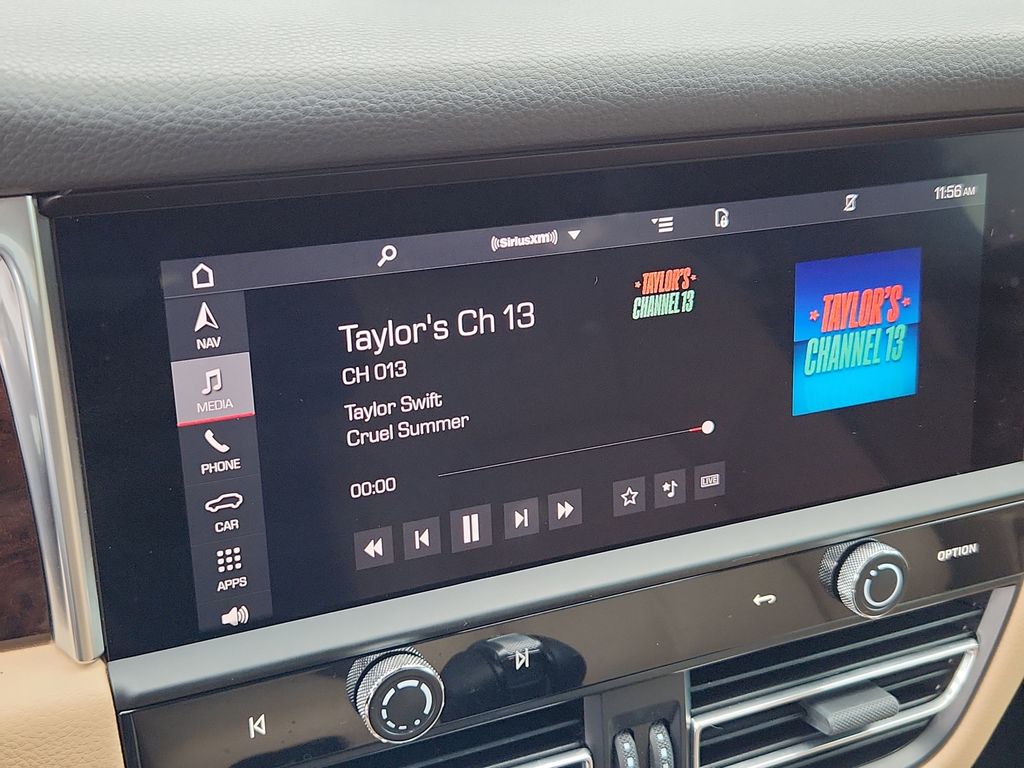 ((SiriusXM))
11:56 AM
NAV
MEDIA
PHONE
CAR
APPS
Taylor's Ch 13
CH 013
Taylor Swift
Cruel Summer
00:00
LIVE
TAYLOR'S
CHANNEL 13
TAYLOR'S
CHANNEL 13
OPTION